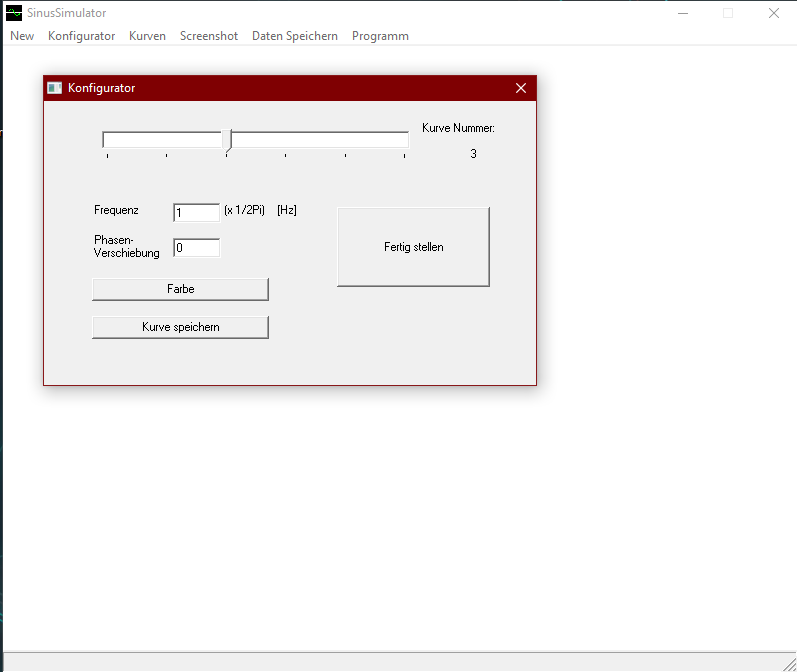 SinusSimulator
New Konfigurator Kurven Screenshot Daten Speichern Programm
Konfigurator
Kurve Nummer:
3
Frequenz 1 (x 1/2Pi) [Hz]
Phasen-
Verschiebung 0
Fertig stellen
Farbe
Kurve speichern